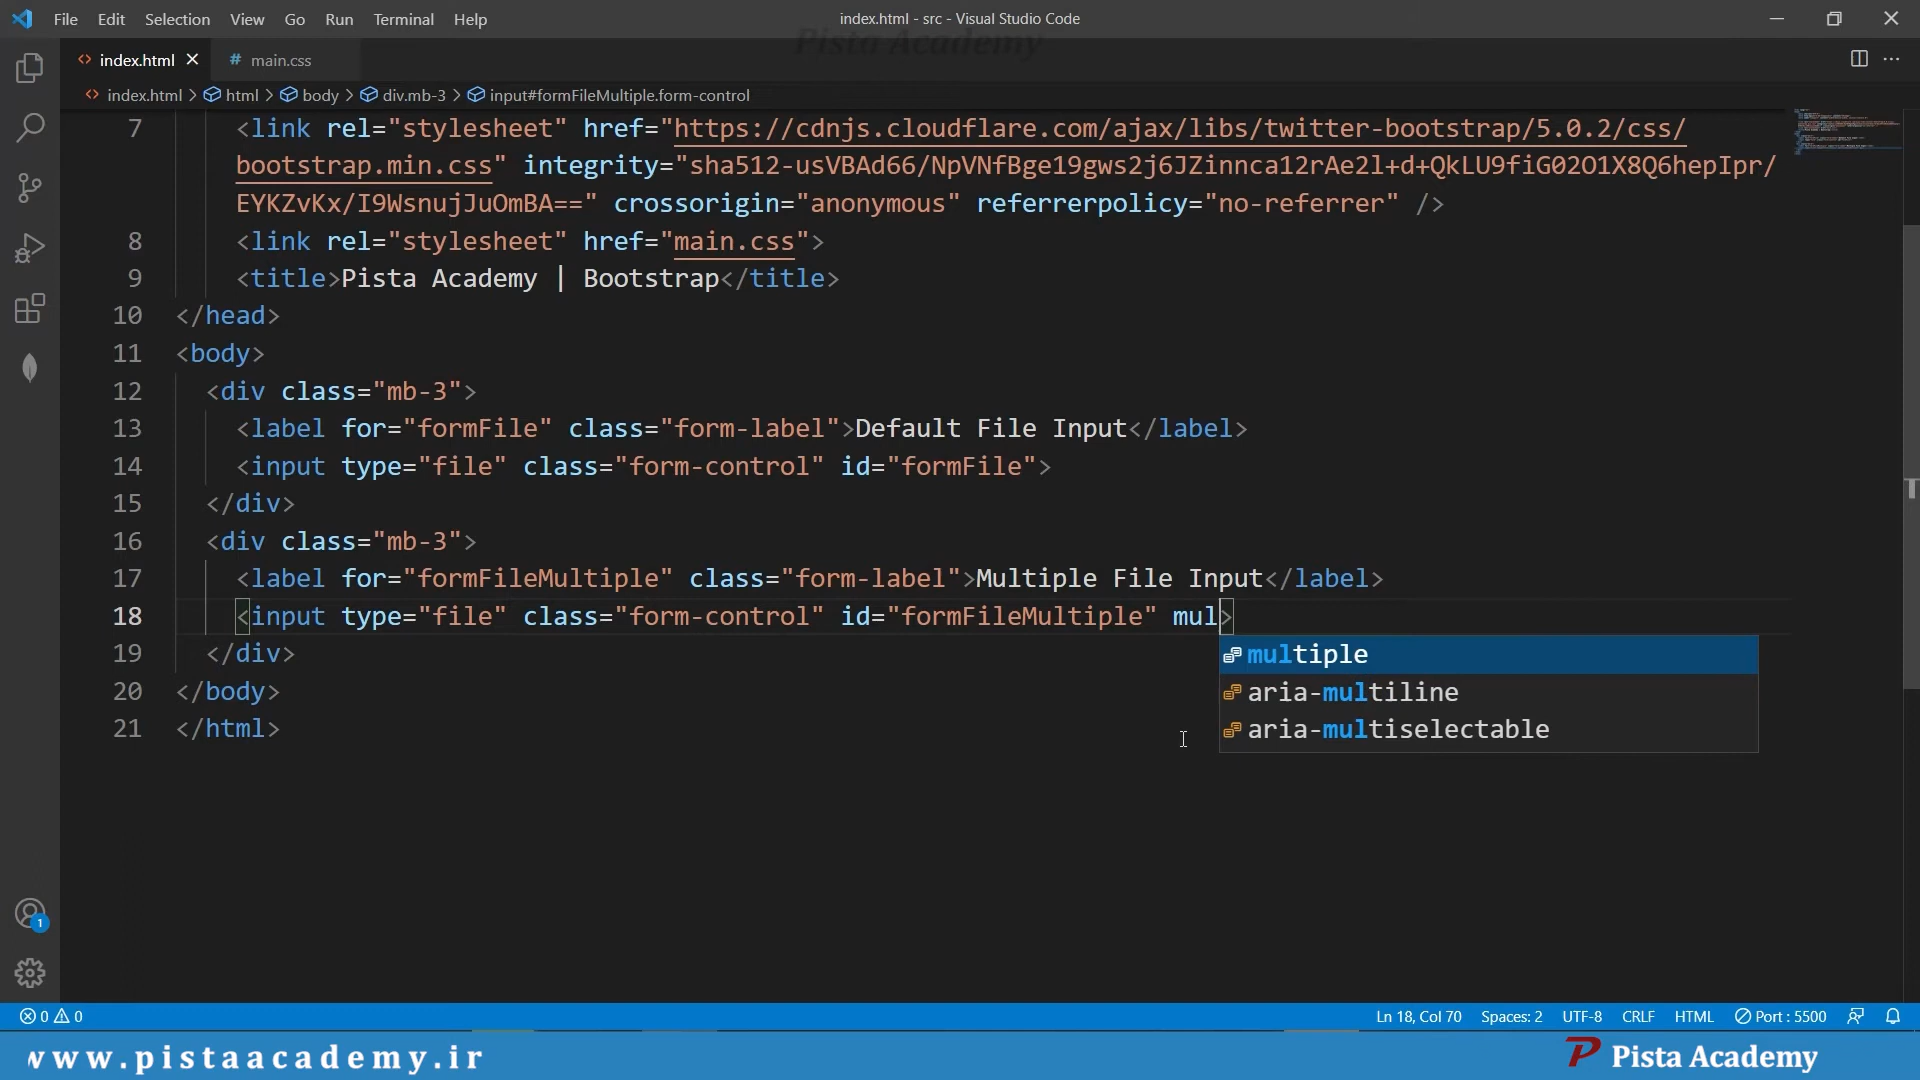 File Edit Selection View Go Run Terminal Help
index.html - src - Visual Studio Code
Pista Academy
index.html
# main.css
index.html > html > body > div.mb-3 > input#formFileMultiple.form-control
7 <link rel="stylesheet" href="https://cdnjs.cloudflare.com/ajax/libs/twitter-bootstrap/5.0.2/css/
bootstrap.min.css" integrity="sha512-usVBAd66/NpVNfBge19gws2j6JZinnca12rAe2l+d+QkLU9fiG02O1X8Q6hepIpr/
EYKZvKx/I9WsnujJuOmBA==" crossorigin="anonymous" referrerpolicy="no-referrer" />
8 <link rel="stylesheet" href="main.css">
9 <title>Pista Academy | Bootstrap</title>
10 </head>
11 <body>
12 <div class="mb-3">
13 <label for="formFile" class="form-label">Default File Input</label>
14 <input type="file" class="form-control" id="formFile">
15 </div>
16 <div class="mb-3">
17 <label for="formFileMultiple" class="form-label">Multiple File Input</label>
18 <input type="file" class="form-control" id="formFileMultiple" mul>
multiple
19 </div>
aria-multiline
20 </body>
aria-multiselectable
21 </html>
1
0 0
Ln 18, Col 70 Spaces: 2 UTF-8 CRLF HTML Port : 5500
www.pistaacademy.ir
P Pista Academy